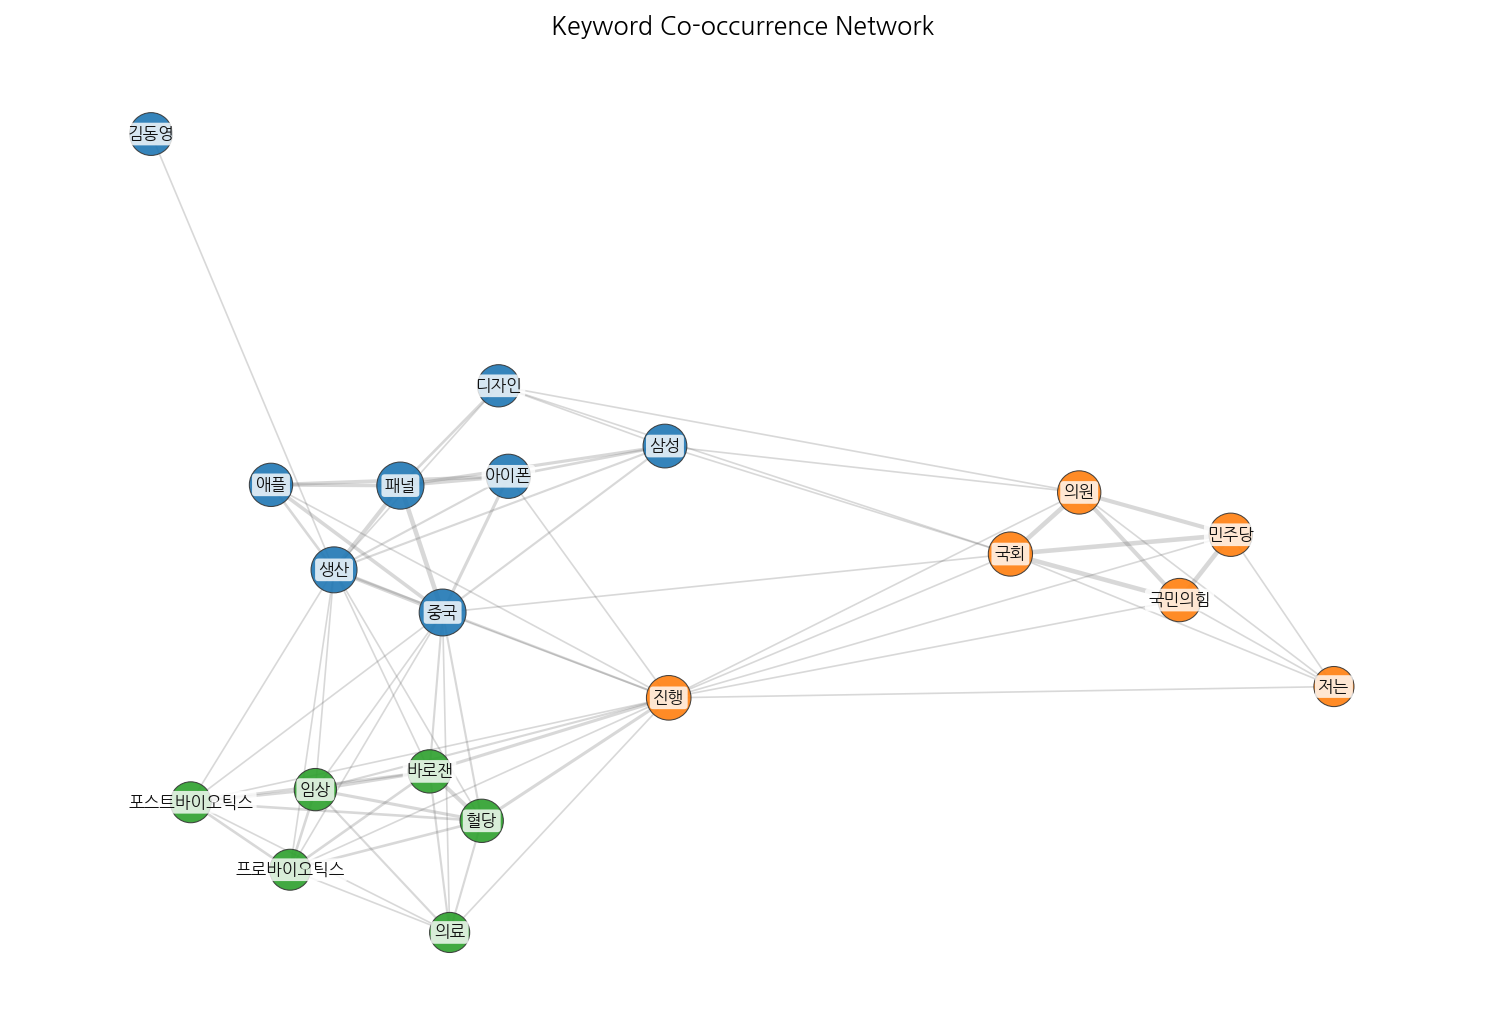 Keyword Co-occurrence Network
김동영
디자인
삼성
애플
패널
아이폰
의원
민주당
국회
생산
국민의힘
중국
저는
진행
바로잰
임상
포스트바이오틱스
혈당
프로바이오틱스
의료